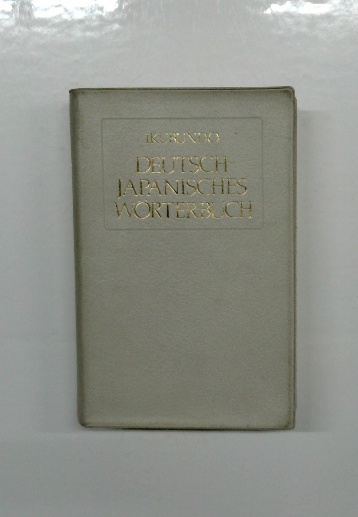 IKUBUNDO
DEUTSCH
JAPANISCHES
WÖRTERBUCH